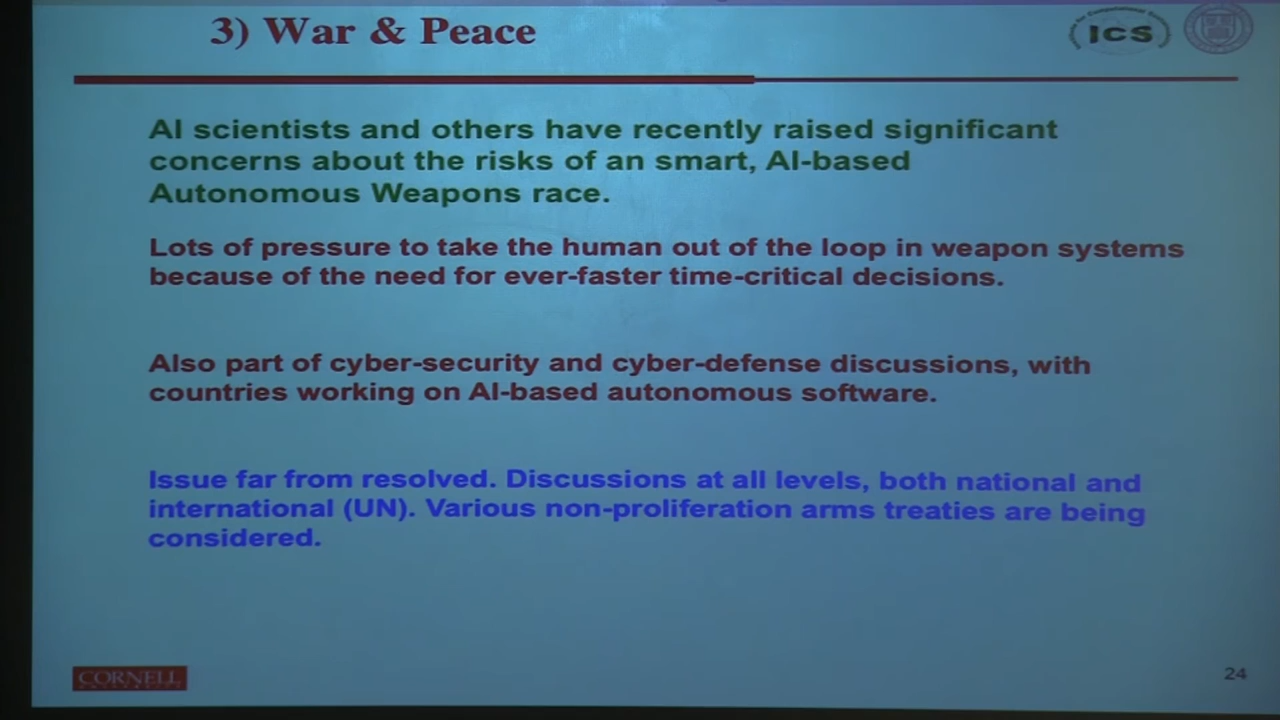 3) War & Peace
ICS
AI scientists and others have recently raised significant
concerns about the risks of an smart, AI-based
Autonomous Weapons race.
Lots of pressure to take the human out of the loop in weapon systems
because of the need for ever-faster time-critical decisions.
Also part of cyber-security and cyber-defense discussions, with
countries working on AI-based autonomous software.
Issue far from resolved. Discussions at all levels, both national and
international (UN). Various non-proliferation arms treaties are being
considered.
CORNELL
UNIVERSITY
24